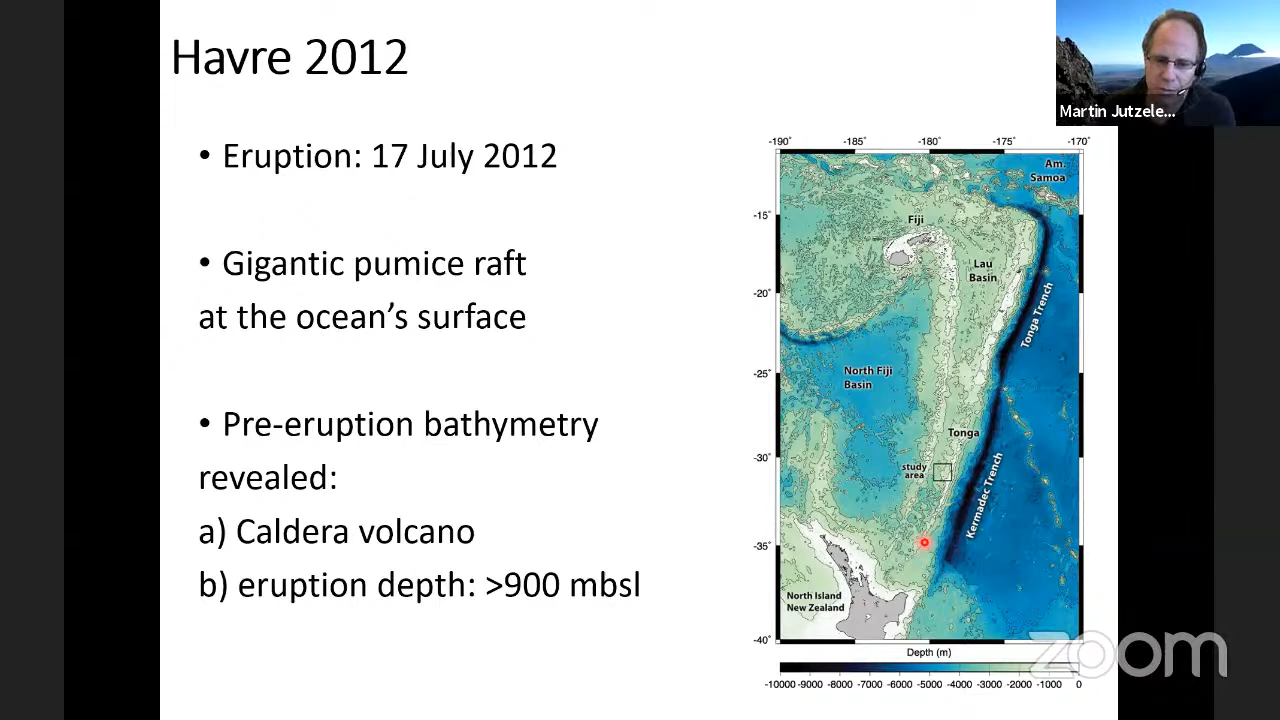 Havre 2012
Martin Jutzele...
• Eruption: 17 July 2012
• Gigantic pumice raft
at the ocean’s surface
• Pre-eruption bathymetry
revealed:
a) Caldera volcano
b) eruption depth: >900 mbsl
-190° -185° -180° -175° -170°
Am.
Samoa
-15°
Fiji
Lau
Basin
-20°
Tonga Trench
-25°
North Fiji
Basin
Tonga
-30°
study
area
Kermadec Trench
-35°
North Island
New Zealand
-40°
Depth (m)
-10000 -9000 -8000 -7000 -6000 -5000 -4000 -3000 -2000 -1000 0
zoom